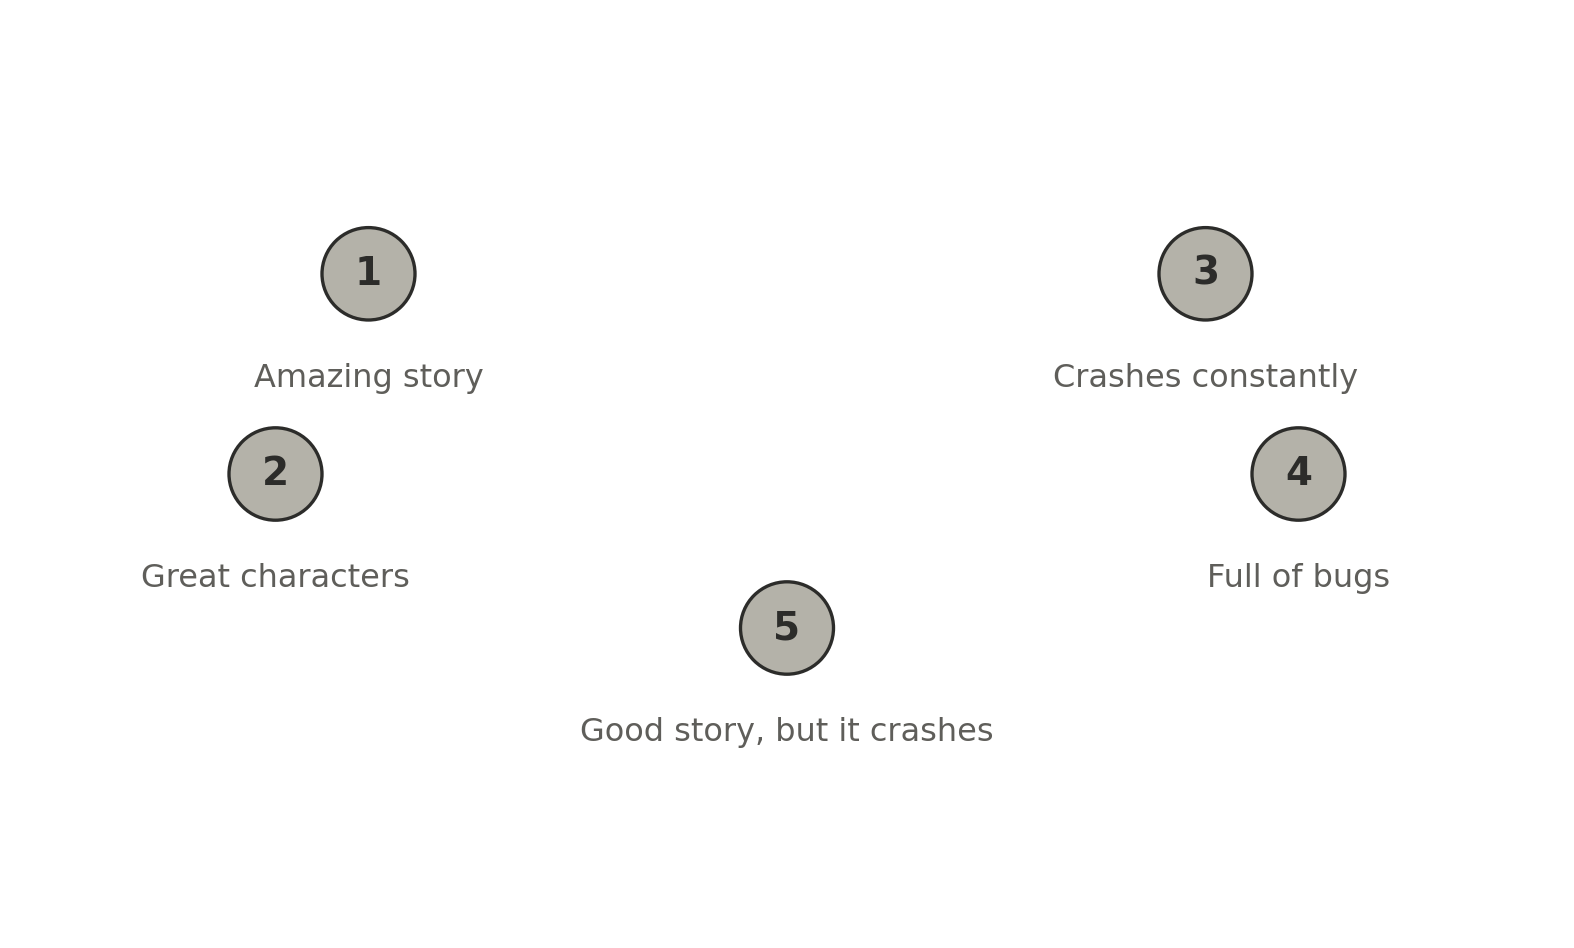 1
Amazing story
3
Crashes constantly
2
Great characters
4
Full of bugs
5
Good story, but it crashes